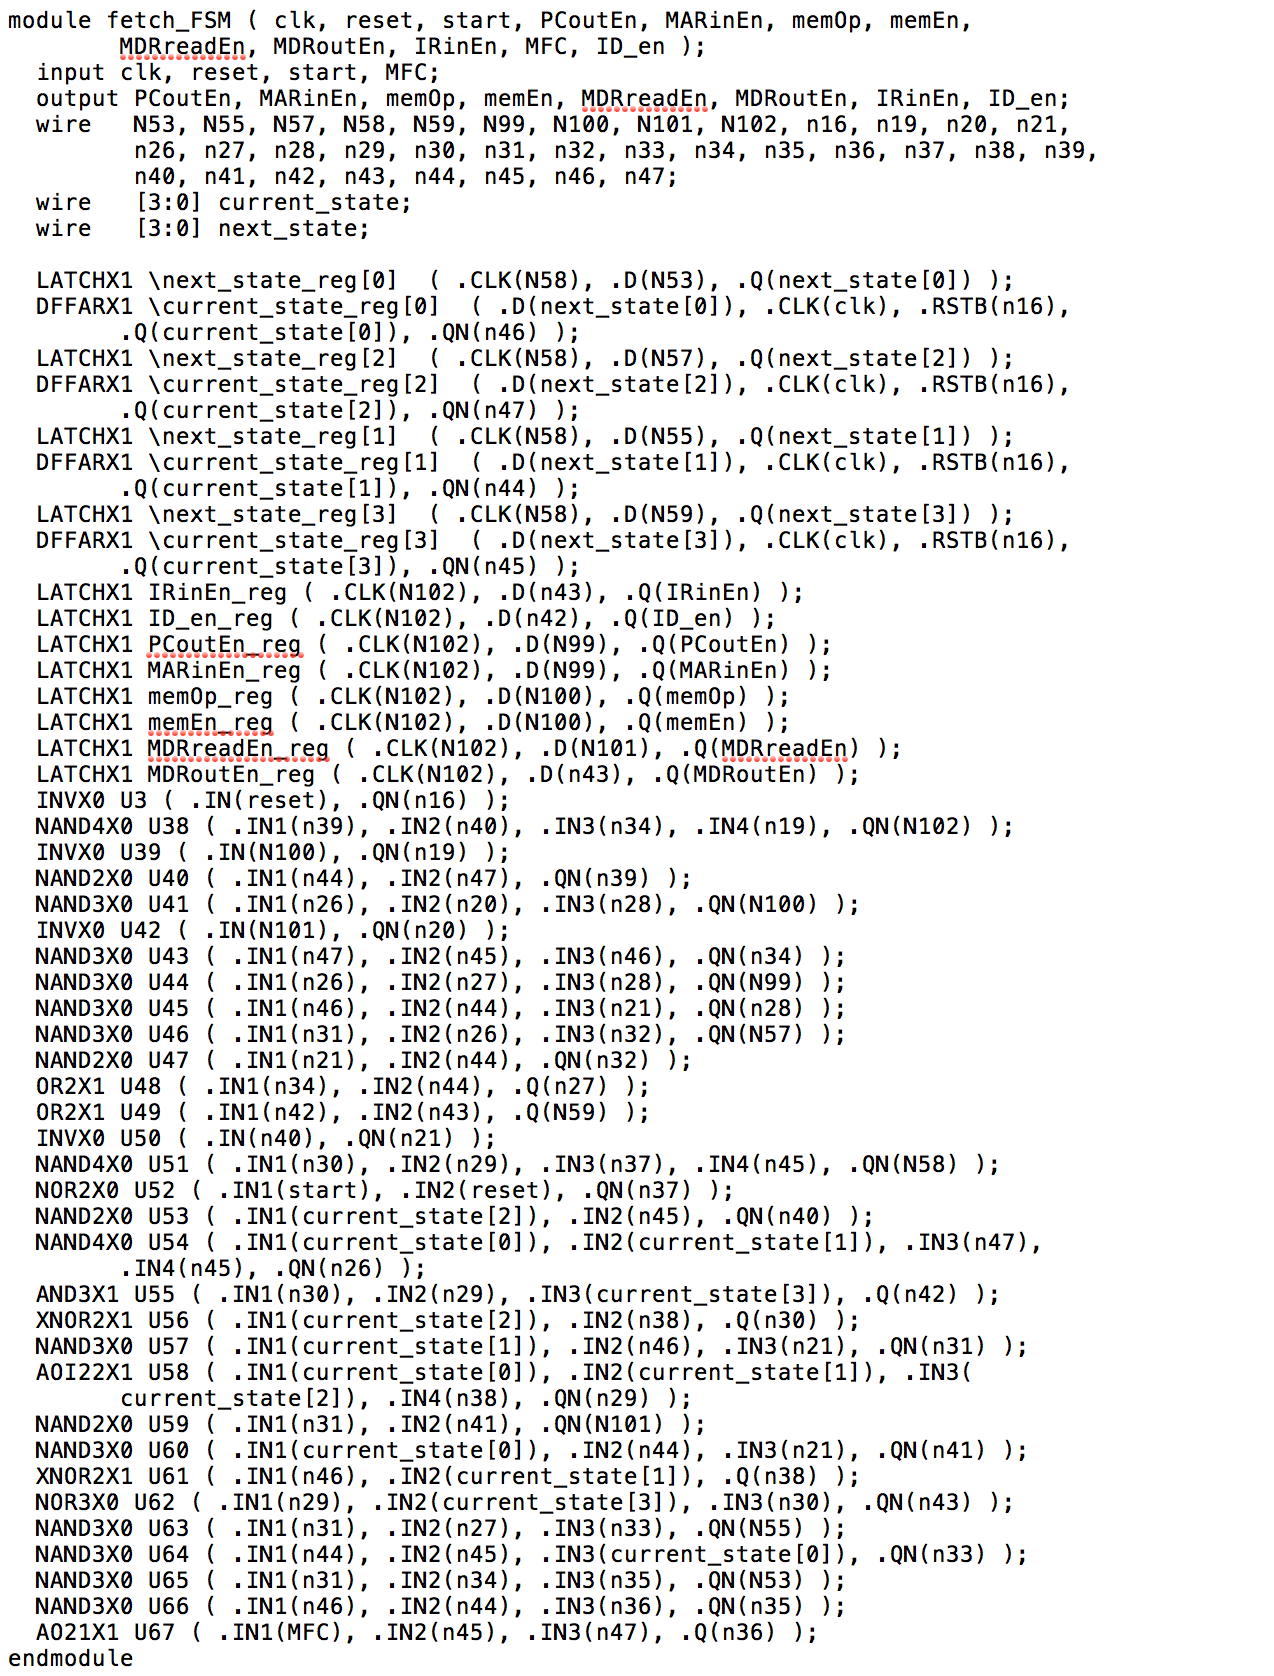 module fetch_FSM ( clk, reset, start, PCoutEn, MARinEn, memOp, memEn,
MDRreadEn, MDRoutEn, IRinEn, MFC, ID_en );
input clk, reset, start, MFC;
output PCoutEn, MARinEn, memOp, memEn, MDRreadEn, MDRoutEn, IRinEn, ID_en;
wire   N53, N55, N57, N58, N59, N99, N100, N101, N102, n16, n19, n20, n21,
n26, n27, n28, n29, n30, n31, n32, n33, n34, n35, n36, n37, n38, n39,
n40, n41, n42, n43, n44, n45, n46, n47;
wire   [3:0] current_state;
wire   [3:0] next_state;
LATCHX1 \next_state_reg[0]  ( .CLK(N58), .D(N53), .Q(next_state[0]) );
DFFARX1 \current_state_reg[0]  ( .D(next_state[0]), .CLK(clk), .RSTB(n16),
.Q(current_state[0]), .QN(n46) );
LATCHX1 \next_state_reg[2]  ( .CLK(N58), .D(N57), .Q(next_state[2]) );
DFFARX1 \current_state_reg[2]  ( .D(next_state[2]), .CLK(clk), .RSTB(n16),
.Q(current_state[2]), .QN(n47) );
LATCHX1 \next_state_reg[1]  ( .CLK(N58), .D(N55), .Q(next_state[1]) );
DFFARX1 \current_state_reg[1]  ( .D(next_state[1]), .CLK(clk), .RSTB(n16),
.Q(current_state[1]), .QN(n44) );
LATCHX1 \next_state_reg[3]  ( .CLK(N58), .D(N59), .Q(next_state[3]) );
DFFARX1 \current_state_reg[3]  ( .D(next_state[3]), .CLK(clk), .RSTB(n16),
.Q(current_state[3]), .QN(n45) );
LATCHX1 IRinEn_reg ( .CLK(N102), .D(n43), .Q(IRinEn) );
LATCHX1 ID_en_reg ( .CLK(N102), .D(n42), .Q(ID_en) );
LATCHX1 PCoutEn_reg ( .CLK(N102), .D(N99), .Q(PCoutEn) );
LATCHX1 MARinEn_reg ( .CLK(N102), .D(N99), .Q(MARinEn) );
LATCHX1 memOp_reg ( .CLK(N102), .D(N100), .Q(memOp) );
LATCHX1 memEn_reg ( .CLK(N102), .D(N100), .Q(memEn) );
LATCHX1 MDRreadEn_reg ( .CLK(N102), .D(N101), .Q(MDRreadEn) );
LATCHX1 MDRoutEn_reg ( .CLK(N102), .D(n43), .Q(MDRoutEn) );
INVX0 U3 ( .IN(reset), .QN(n16) );
NAND4X0 U38 ( .IN1(n39), .IN2(n40), .IN3(n34), .IN4(n19), .QN(N102) );
INVX0 U39 ( .IN(N100), .QN(n19) );
NAND2X0 U40 ( .IN1(n44), .IN2(n47), .QN(n39) );
NAND3X0 U41 ( .IN1(n26), .IN2(n20), .IN3(n28), .QN(N100) );
INVX0 U42 ( .IN(N101), .QN(n20) );
NAND3X0 U43 ( .IN1(n47), .IN2(n45), .IN3(n46), .QN(n34) );
NAND3X0 U44 ( .IN1(n26), .IN2(n27), .IN3(n28), .QN(N99) );
NAND3X0 U45 ( .IN1(n46), .IN2(n44), .IN3(n21), .QN(n28) );
NAND3X0 U46 ( .IN1(n31), .IN2(n26), .IN3(n32), .QN(N57) );
NAND2X0 U47 ( .IN1(n21), .IN2(n44), .QN(n32) );
OR2X1 U48 ( .IN1(n34), .IN2(n44), .Q(n27) );
OR2X1 U49 ( .IN1(n42), .IN2(n43), .Q(N59) );
INVX0 U50 ( .IN(n40), .QN(n21) );
NAND4X0 U51 ( .IN1(n30), .IN2(n29), .IN3(n37), .IN4(n45), .QN(N58) );
NOR2X0 U52 ( .IN1(start), .IN2(reset), .QN(n37) );
NAND2X0 U53 ( .IN1(current_state[2]), .IN2(n45), .QN(n40) );
NAND4X0 U54 ( .IN1(current_state[0]), .IN2(current_state[1]), .IN3(n47),
.IN4(n45), .QN(n26) );
AND3X1 U55 ( .IN1(n30), .IN2(n29), .IN3(current_state[3]), .Q(n42) );
XNOR2X1 U56 ( .IN1(current_state[2]), .IN2(n38), .Q(n30) );
NAND3X0 U57 ( .IN1(current_state[1]), .IN2(n46), .IN3(n21), .QN(n31) );
AOI22X1 U58 ( .IN1(current_state[0]), .IN2(current_state[1]), .IN3(
current_state[2]), .IN4(n38), .QN(n29) );
NAND2X0 U59 ( .IN1(n31), .IN2(n41), .QN(N101) );
NAND3X0 U60 ( .IN1(current_state[0]), .IN2(n44), .IN3(n21), .QN(n41) );
XNOR2X1 U61 ( .IN1(n46), .IN2(current_state[1]), .Q(n38) );
NOR3X0 U62 ( .IN1(n29), .IN2(current_state[3]), .IN3(n30), .QN(n43) );
NAND3X0 U63 ( .IN1(n31), .IN2(n27), .IN3(n33), .QN(N55) );
NAND3X0 U64 ( .IN1(n44), .IN2(n45), .IN3(current_state[0]), .QN(n33) );
NAND3X0 U65 ( .IN1(n31), .IN2(n34), .IN3(n35), .QN(N53) );
NAND3X0 U66 ( .IN1(n46), .IN2(n44), .IN3(n36), .QN(n35) );
AO21X1 U67 ( .IN1(MFC), .IN2(n45), .IN3(n47), .Q(n36) );
endmodule